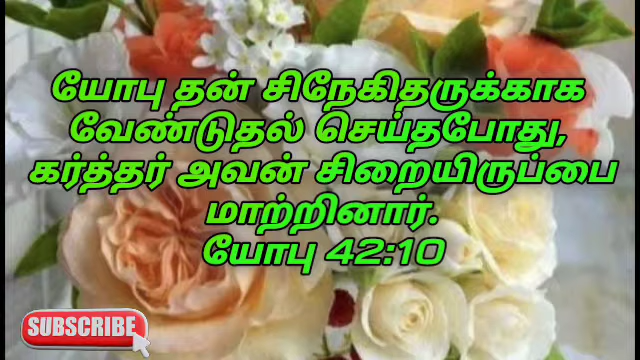 யோபு தன் சிநேகிதருக்காக
வேண்டுதல் செய்தபோது,
கர்த்தர் அவன் சிறையிருப்பை
மாற்றினார்.
யோபு 42:10
SUBSCRIBE